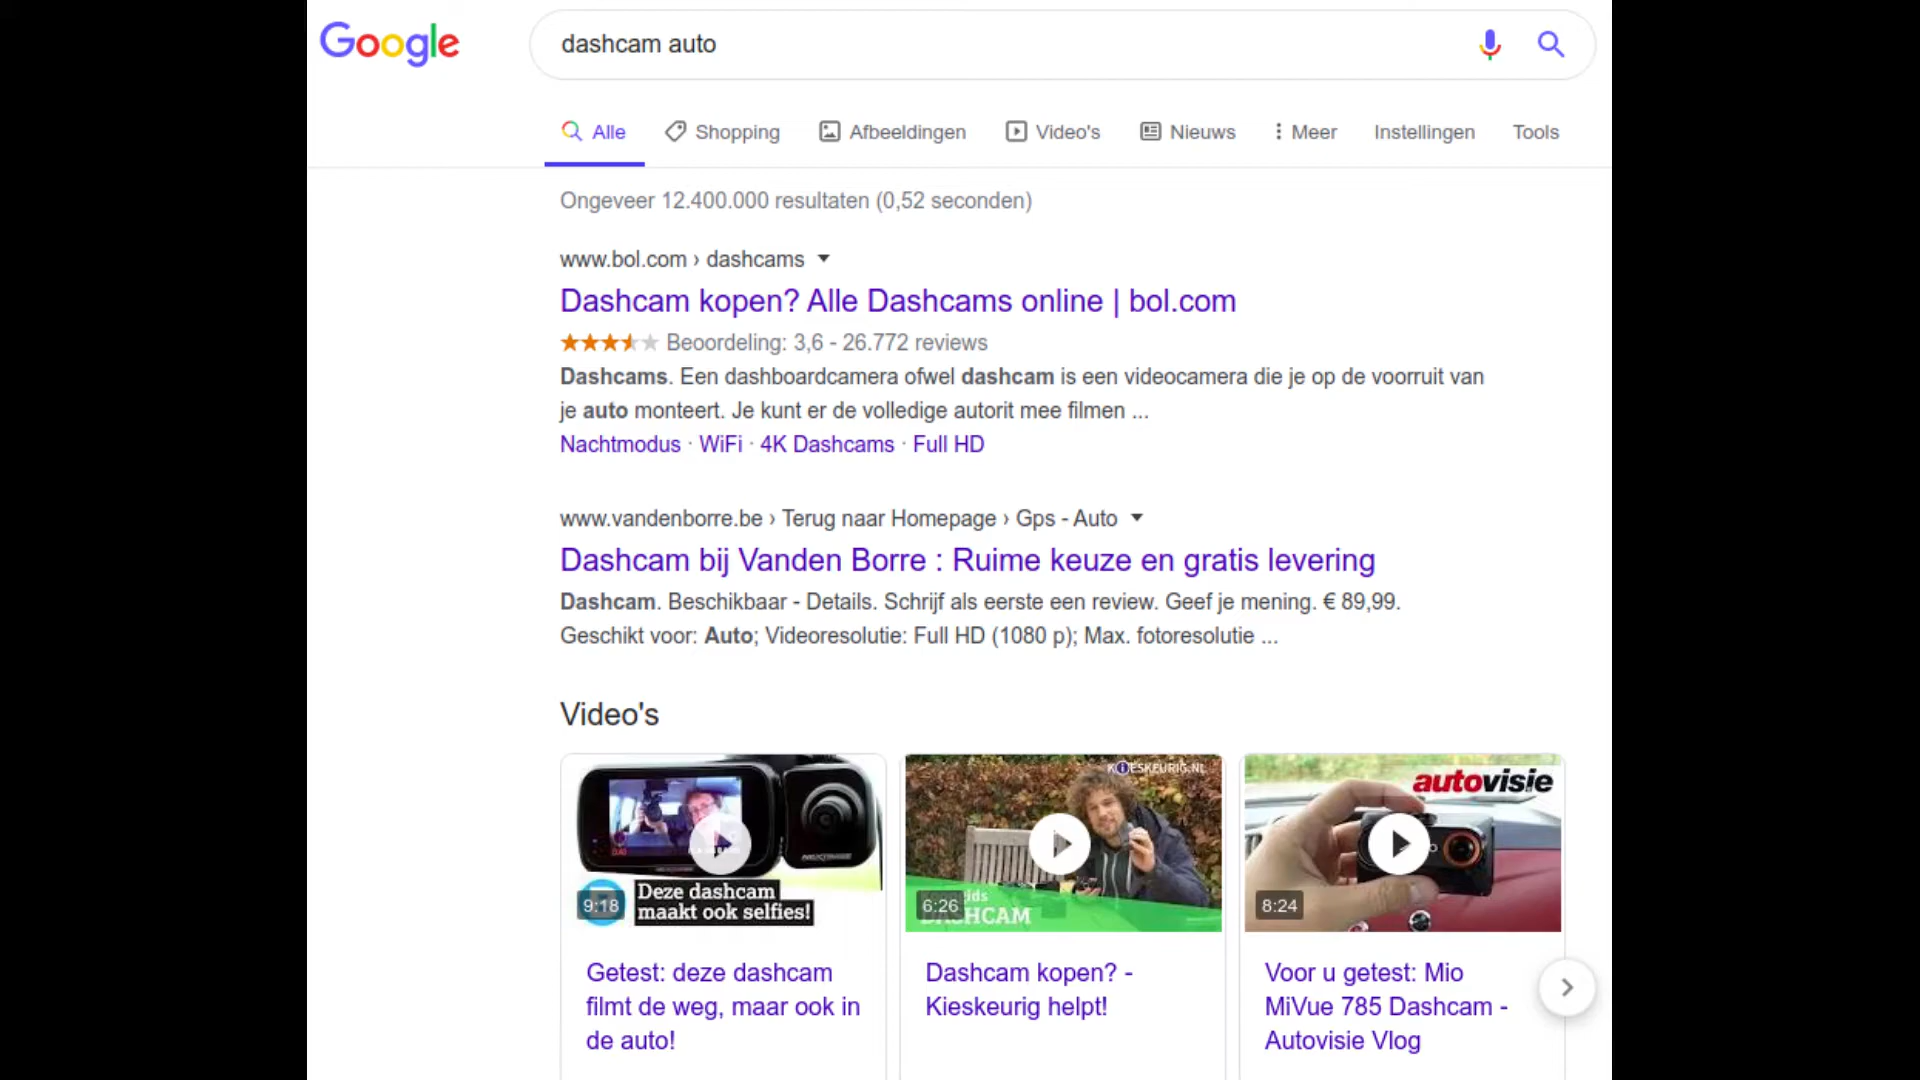 Google
dashcam auto
Alle Shopping Afbeeldingen Video's Nieuws Meer Instellingen Tools
Ongeveer 12.400.000 resultaten (0,52 seconden)
www.bol.com › dashcams
Dashcam kopen? Alle Dashcams online | bol.com
Beoordeling: 3,6 - 26.772 reviews
Dashcams. Een dashboardcamera ofwel dashcam is een videocamera die je op de voorruit van
je auto monteert. Je kunt er de volledige autorit mee filmen ...
Nachtmodus · WiFi · 4K Dashcams · Full HD
www.vandenborre.be › Terug naar Homepage › Gps - Auto
Dashcam bij Vanden Borre : Ruime keuze en gratis levering
Dashcam. Beschikbaar - Details. Schrijf als eerste een review. Geef je mening. € 89,99.
Geschikt voor: Auto; Videoresolutie: Full HD (1080 p); Max. fotoresolutie ...
Video's
Deze dashcam
maakt ook selfies!
9:18
KIESKEURIG.NL
6:26
DASHCAM
autovisie
8:24
Getest: deze dashcam
filmt de weg, maar ook in
de auto!
Dashcam kopen? -
Kieskeurig helpt!
Voor u getest: Mio
MiVue 785 Dashcam -
Autovisie Vlog